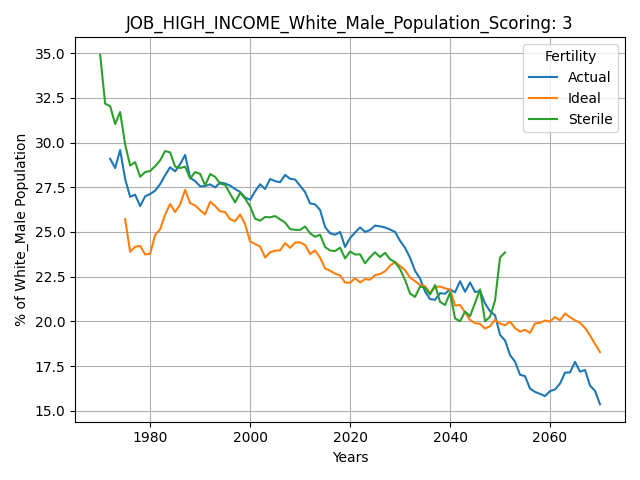 JOB_HIGH_INCOME_White_Male_Population_Scoring: 3
Fertility
Actual
Ideal
Sterile
% of White_Male Population
35.0
32.5
30.0
27.5
25.0
22.5
20.0
17.5
15.0
1980
2000
2020
2040
2060
Years